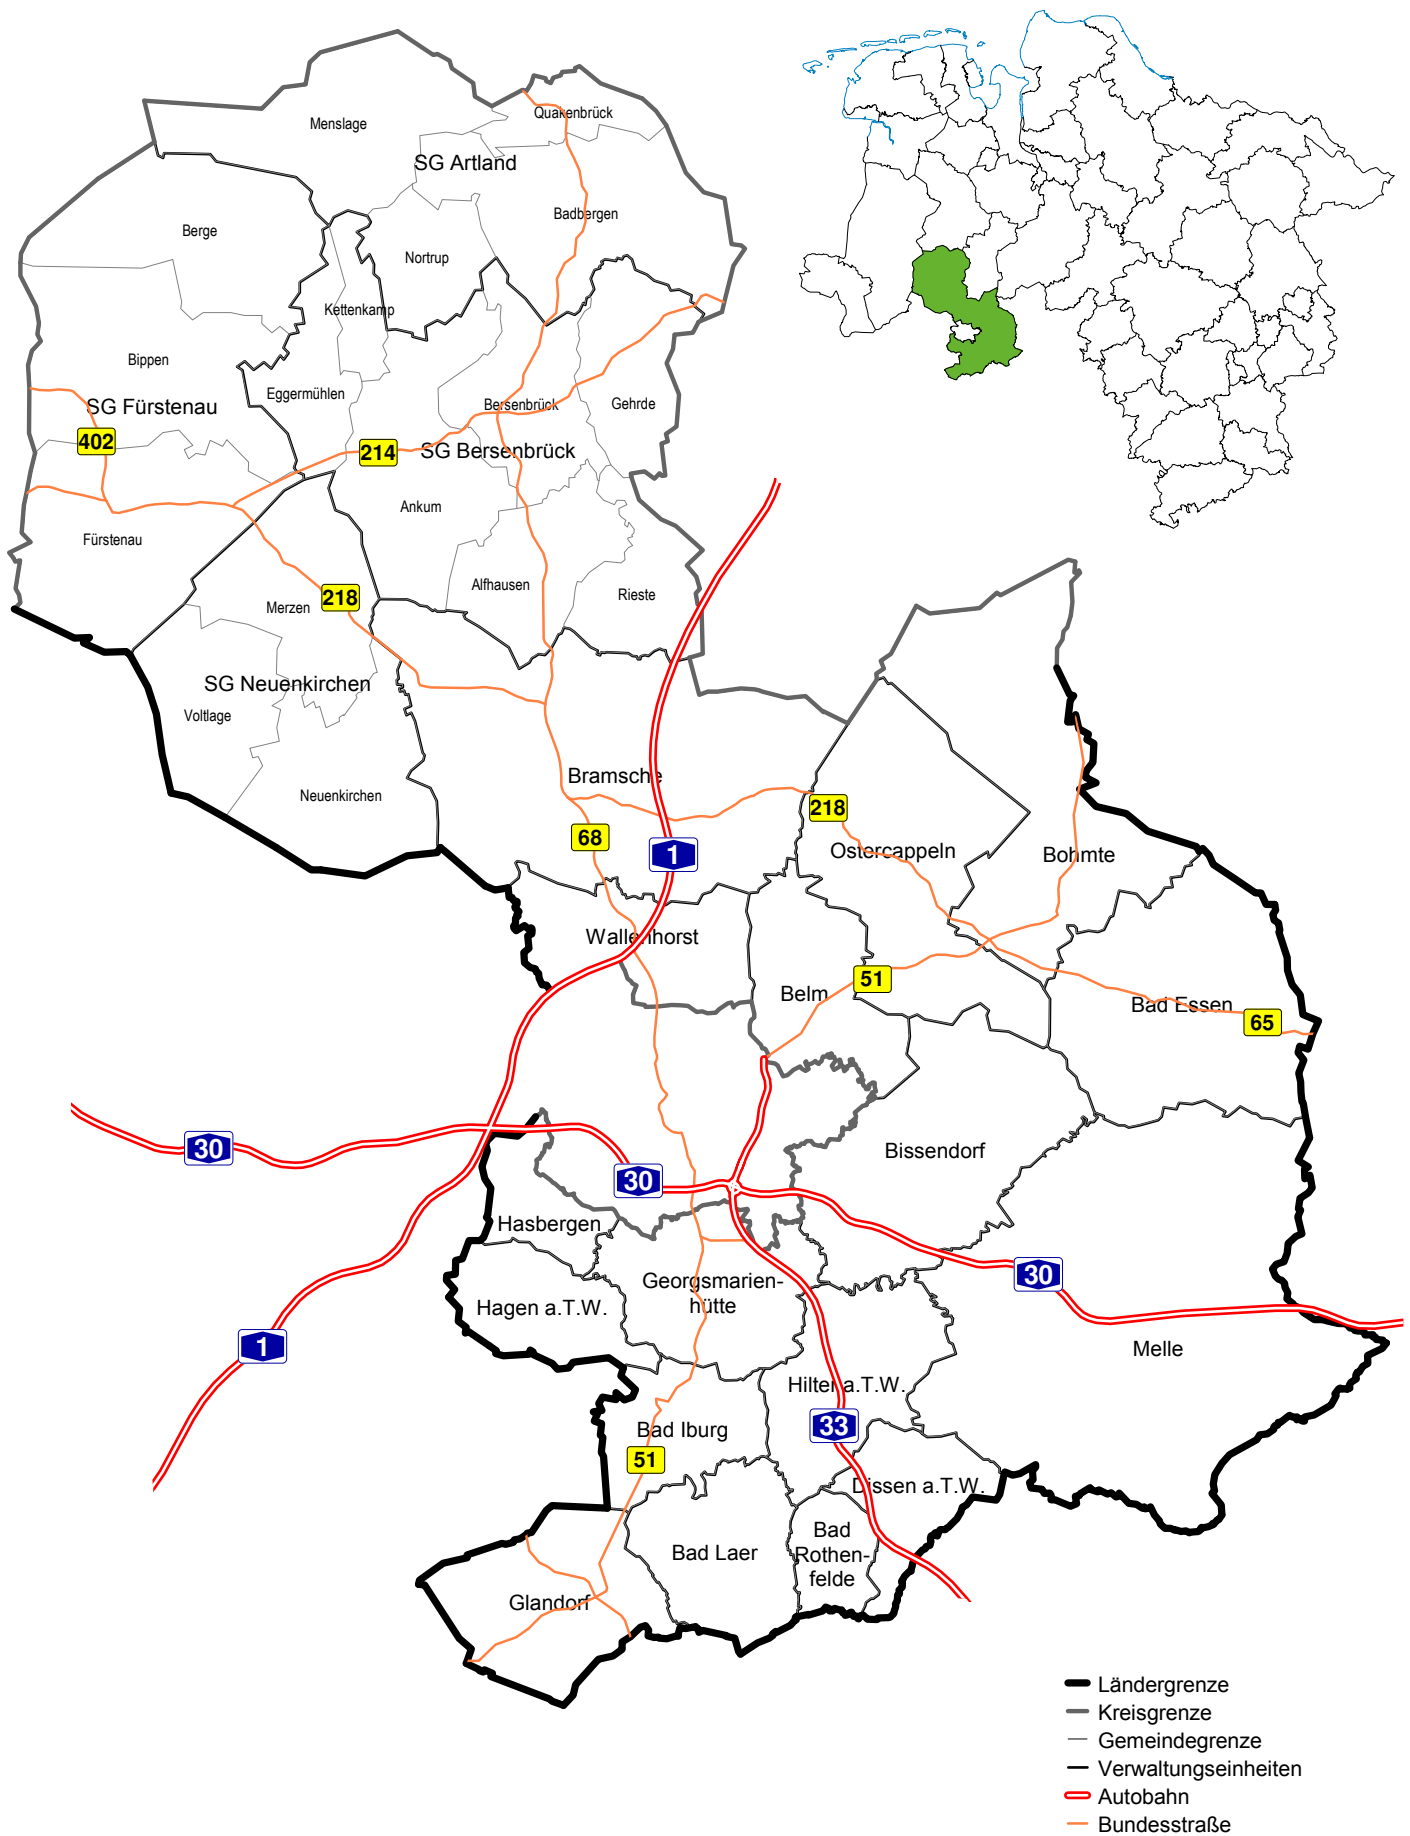 Menslage
Quakenbrück
SG Artland
Badbergen
Berge
Nortrup
Kettenkamp
Bippen
Eggermühlen
Bersenbrück
Gehrde
SG Fürstenau
402
214
SG Bersenbrück
Ankum
Fürstenau
Alfhausen
Rieste
218
Merzen
SG Neuenkirchen
Voltlage
Neuenkirchen
Bramsche
218
68
1
Ostercappeln
Bohmte
Wallenhorst
51
Belm
Bad Essen
65
30
Bissendorf
30
Hasbergen
30
Georgsmarien-
hütte
Hagen a.T.W.
1
Melle
Hilter a.T.W.
33
Bad Iburg
51
Dissen a.T.W.
Bad
Rothen-
felde
Bad Laer
Glandorf
Ländergrenze
Kreisgrenze
Gemeindegrenze
Verwaltungseinheiten
Autobahn
Bundesstraße